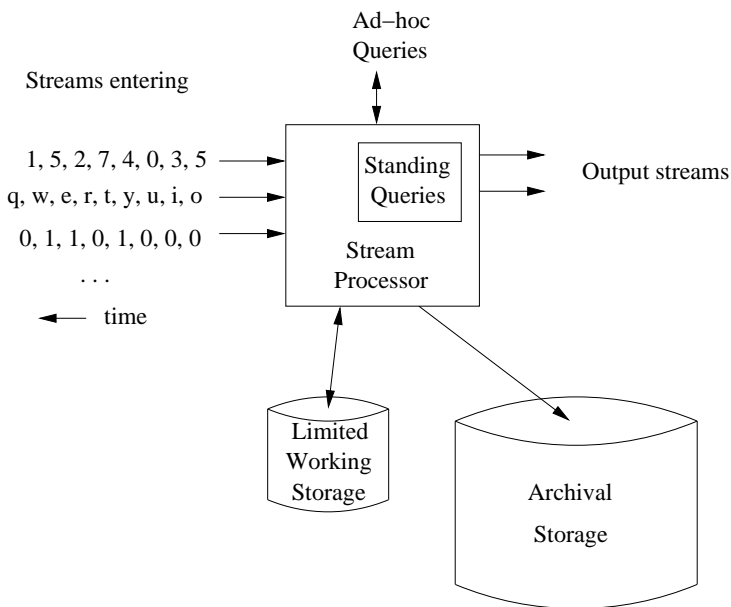 Ad−hoc
Queries
Streams entering
1, 5, 2, 7, 4, 0, 3, 5
q, w, e, r, t, y, u, i, o
0, 1, 1, 0, 1, 0, 0, 0
. . .
time
Standing
Queries
Stream
Processor
Output streams
Limited
Working
Storage
Archival
Storage